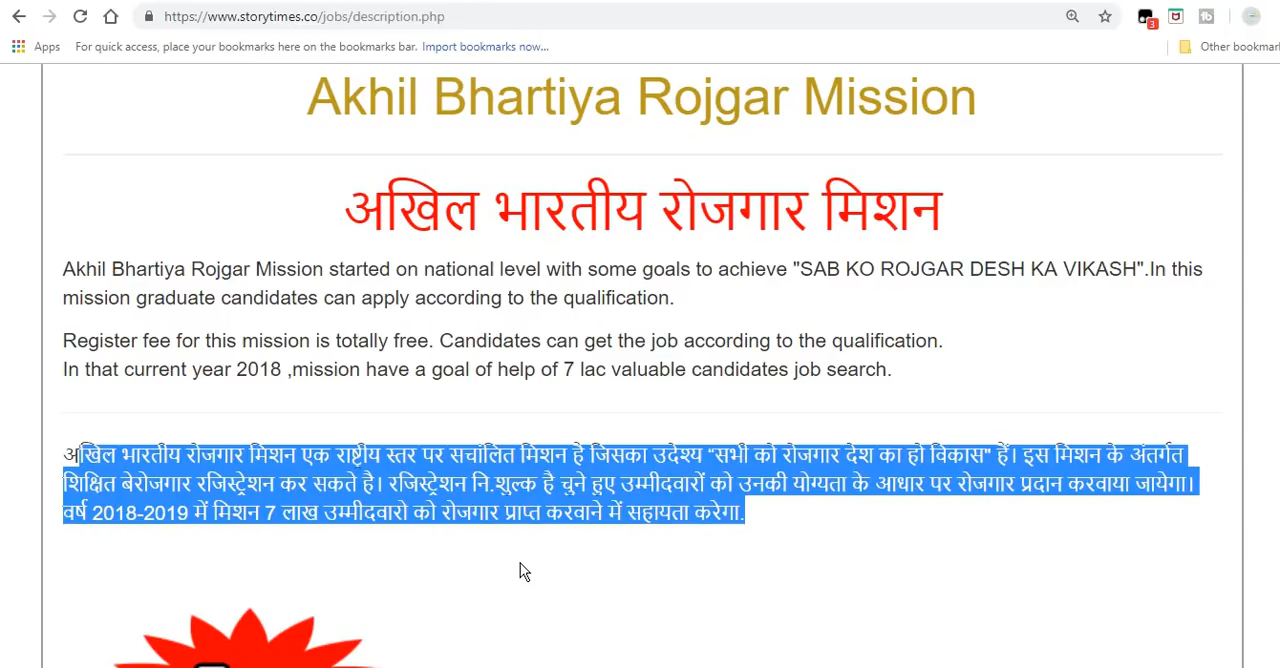 https://www.storytimes.co/jobs/description.php
3
Apps For quick access, place your bookmarks here on the bookmarks bar. Import bookmarks now... Other bookmar
Akhil Bhartiya Rojgar Mission
अखिल भारतीय रोजगार मिशन
Akhil Bhartiya Rojgar Mission started on national level with some goals to achieve "SAB KO ROJGAR DESH KA VIKASH".In this
mission graduate candidates can apply according to the qualification.
Register fee for this mission is totally free. Candidates can get the job according to the qualification.
In that current year 2018 ,mission have a goal of help of 7 lac valuable candidates job search.
अखिल भारतीय रोजगार मिशन एक राष्ट्रीय स्तर पर सचांलित मिशन है जिसका उदेश्य “सभी को रोजगार देश का हो विकास" हैं। इस मिशन के अंतर्गत
शिक्षित बेरोजगार रजिस्ट्रेशन कर सकते है। रजिस्ट्रेशन नि.शुल्क है चुने हुए उम्मीदवारों को उनकी योग्यता के आधार पर रोजगार प्रदान करवाया जायेगा।
वर्ष 2018-2019 में मिशन 7 लाख उम्मीदवारो को रोजगार प्राप्त करवाने में सहायता करेगा.